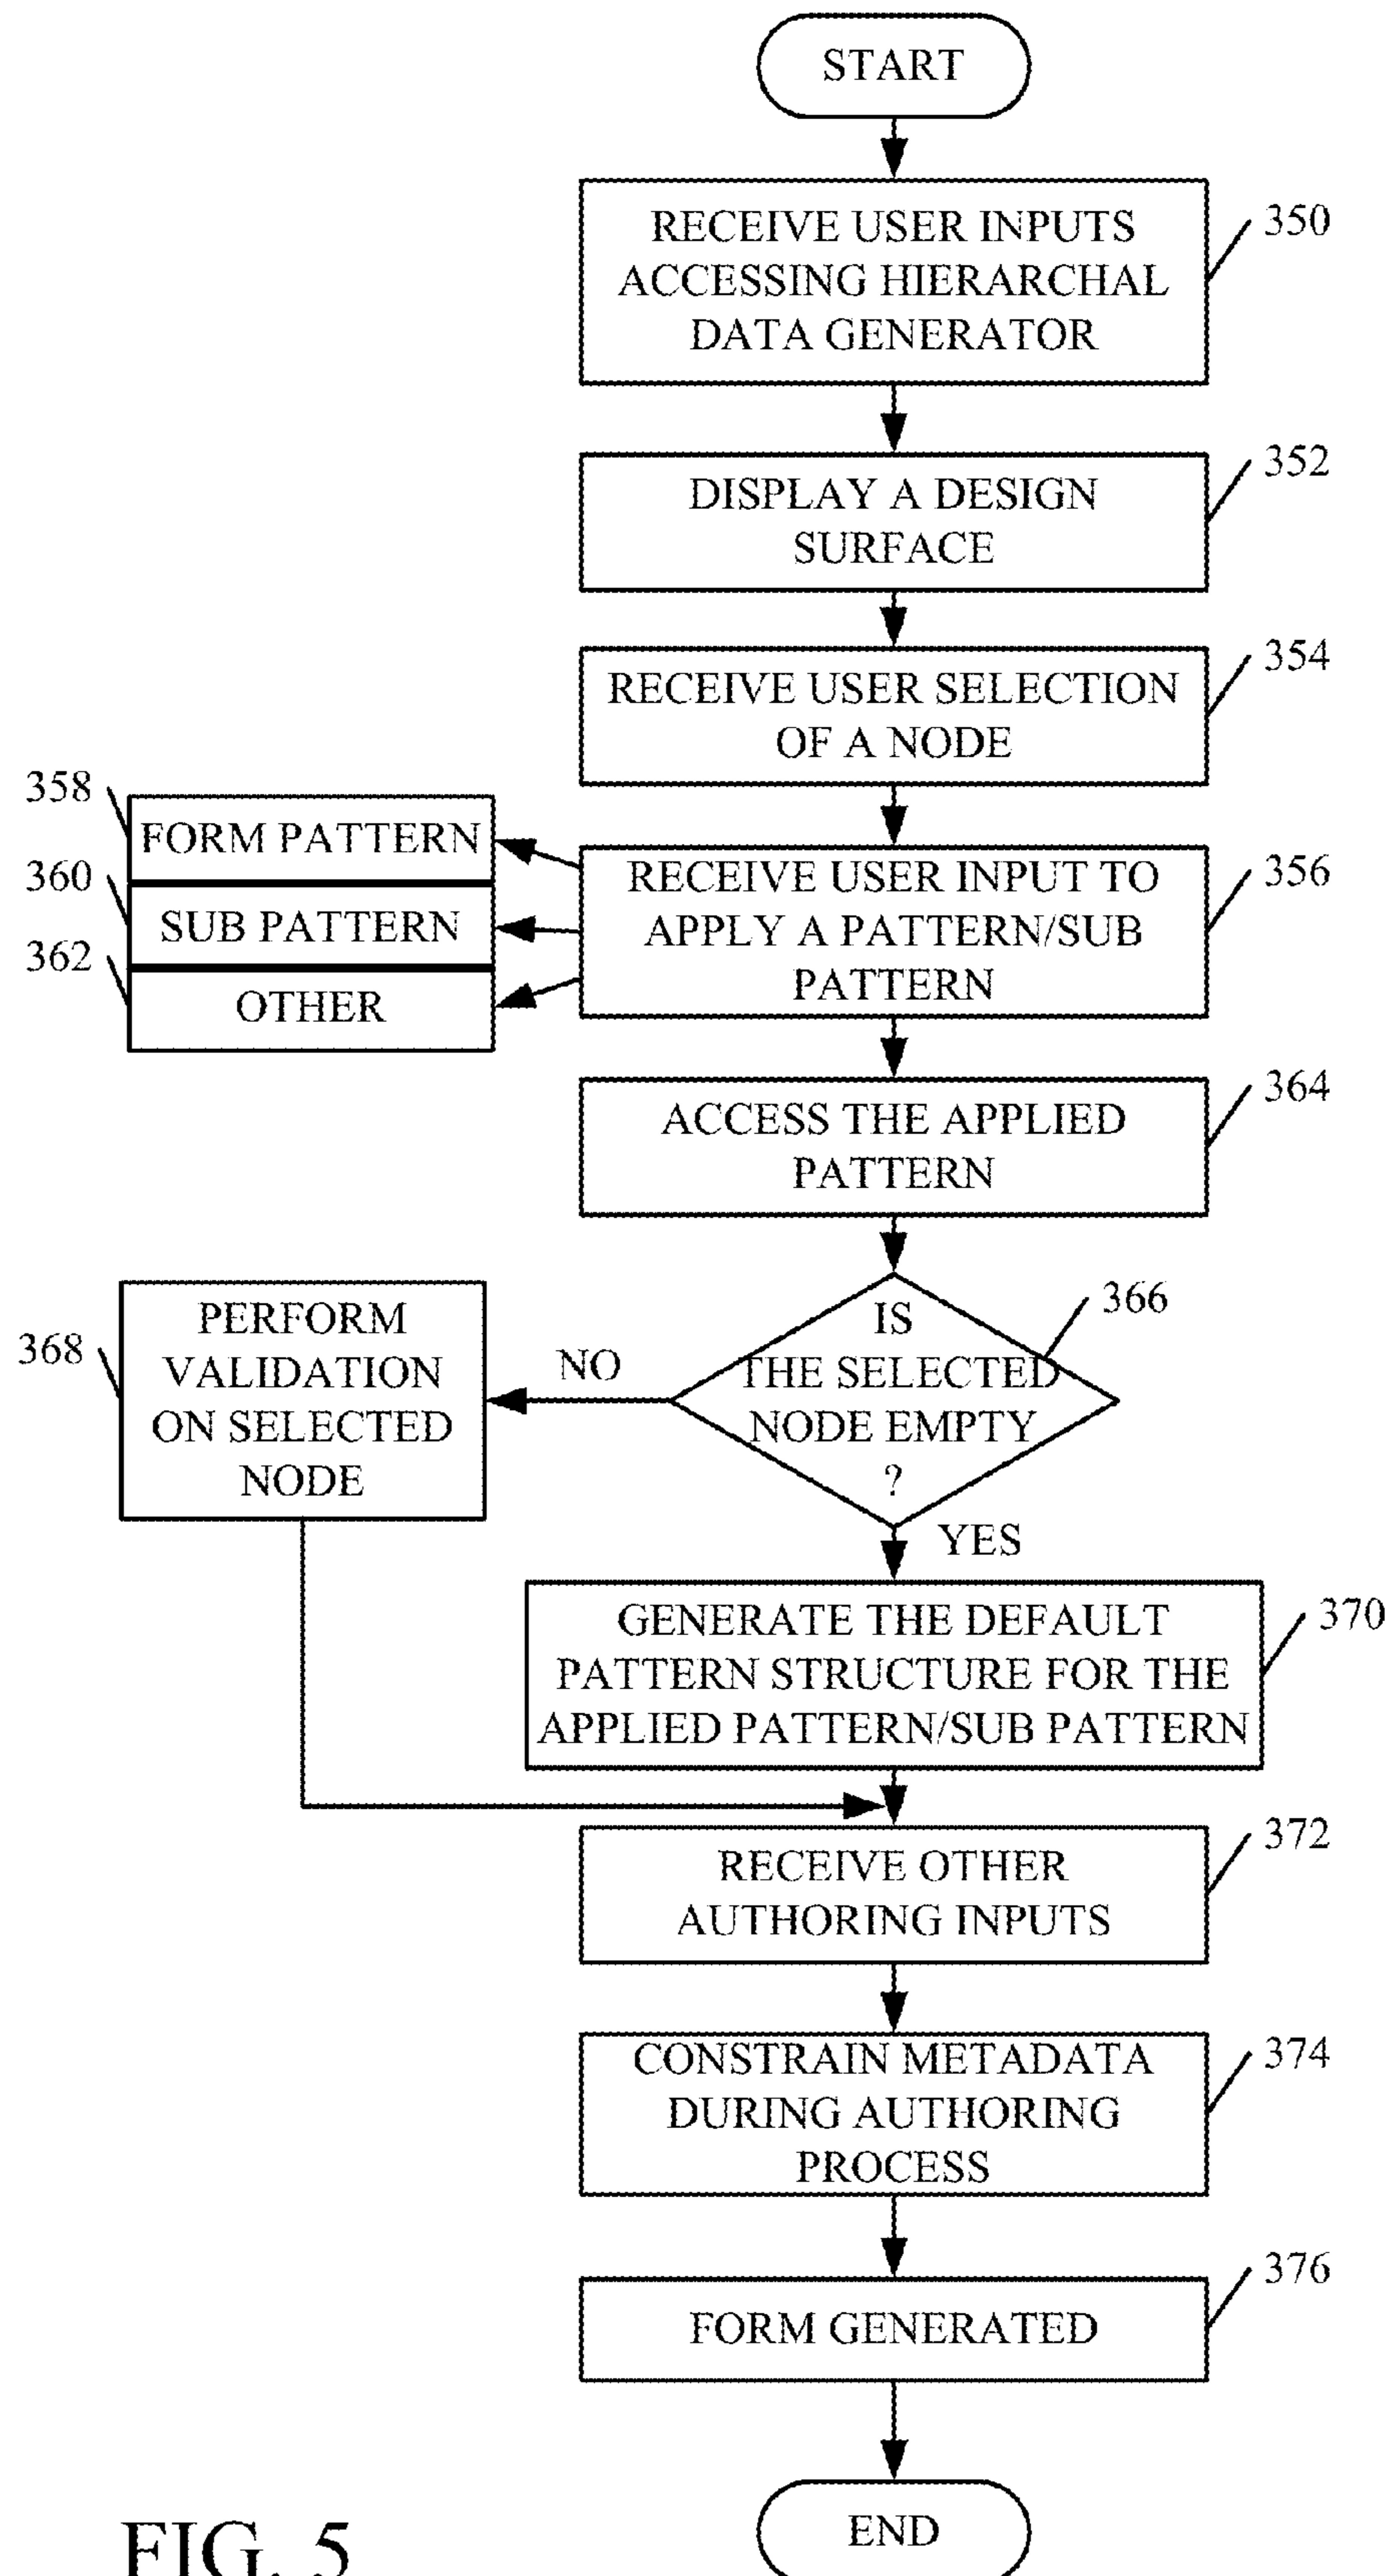 START
RECEIVE USER INPUTS
ACCESSING HIERARCHAL
DATA GENERATOR
350
DISPLAY A DESIGN
SURFACE
352
RECEIVE USER SELECTION
OF A NODE
354
358
FORM PATTERN
360
SUB PATTERN
362
OTHER
RECEIVE USER INPUT TO
APPLY A PATTERN/SUB
PATTERN
356
ACCESS THE APPLIED
PATTERN
364
IS
THE SELECTED
NODE EMPTY
?
366
NO
368
PERFORM
VALIDATION
ON SELECTED
NODE
YES
GENERATE THE DEFAULT
PATTERN STRUCTURE FOR THE
APPLIED PATTERN/SUB PATTERN
370
RECEIVE OTHER
AUTHORING INPUTS
372
CONSTRAIN METADATA
DURING AUTHORING
PROCESS
374
FORM GENERATED
376
END
FIG. 5